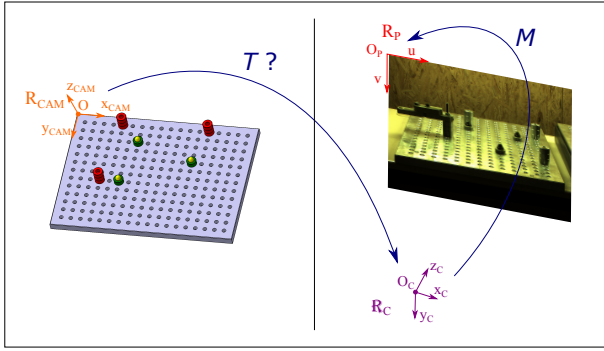 T ?
z_CAM
R_CAM
O
x_CAM
y_CAM
R_P
M
O_P
u
v
z_C
O_C
x_C
R_C
y_C